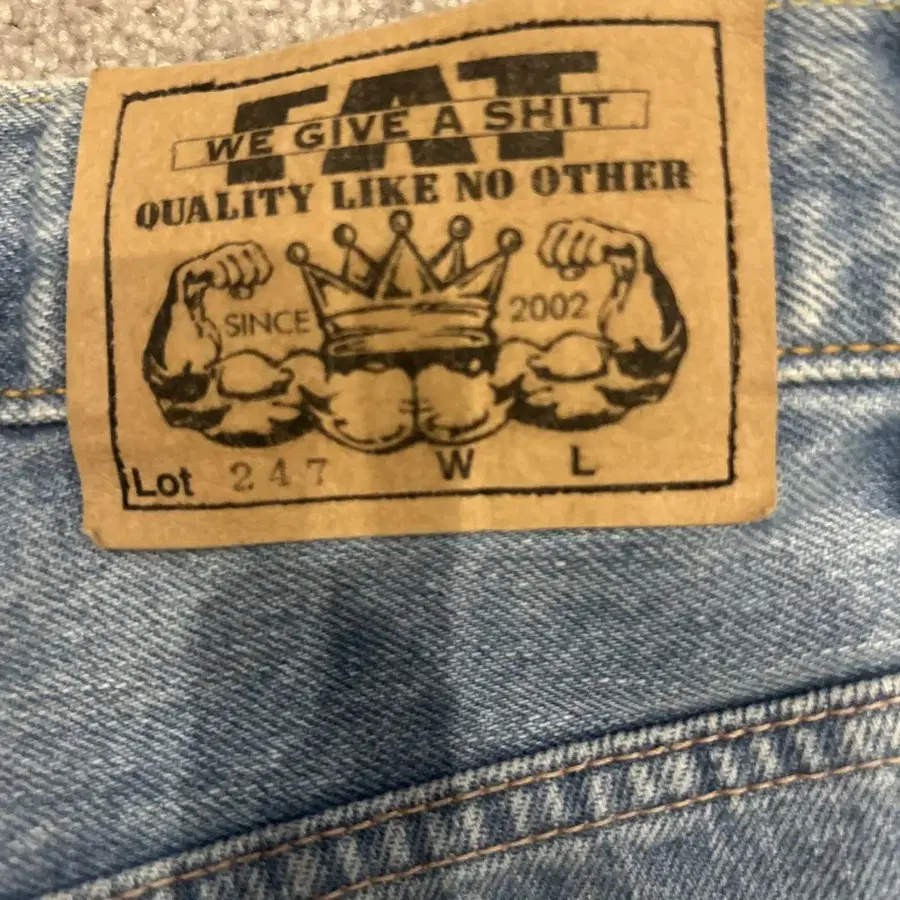 FAT
WE GIVE A SHIT
QUALITY LIKE NO OTHER
SINCE 2002
Lot 247 W L